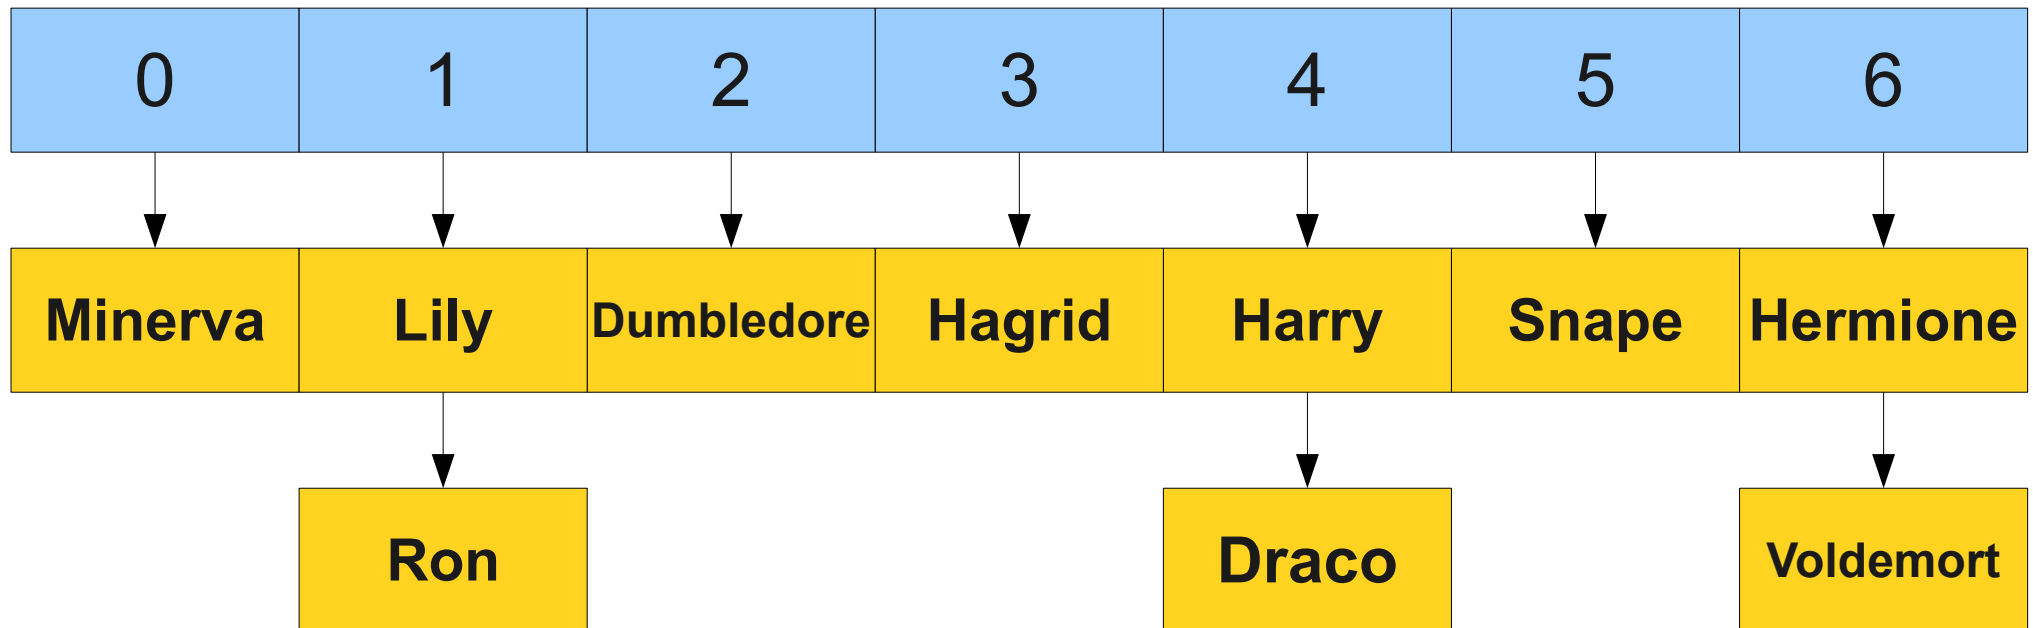 0 1 2 3 4 5 6
Minerva Lily Dumbledore Hagrid Harry Snape Hermione
Ron Draco Voldemort